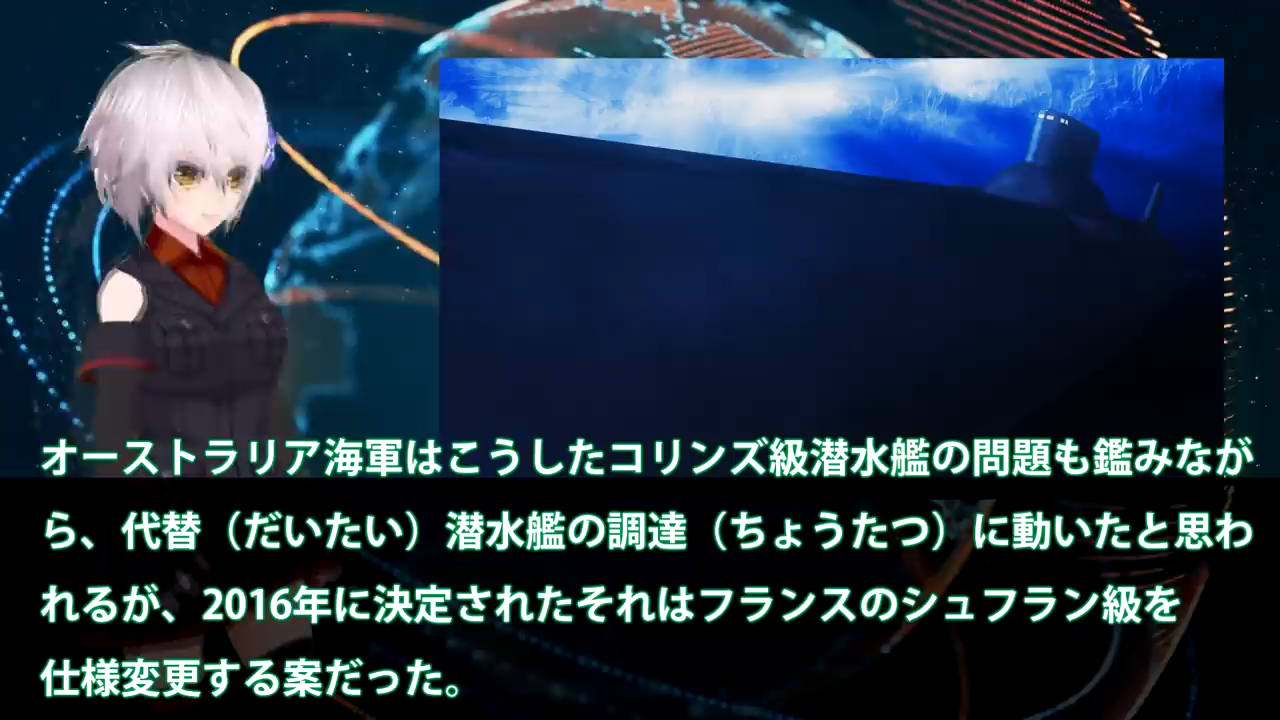 オーストラリア海軍はこうしたコリンズ級潜水艦の問題も鑑みなが
ら、代替（だいたい）潜水艦の調達（ちょうたつ）に動いたと思わ
れるが、2016年に決定されたそれはフランスのシュフラン級を
仕様変更する案だった。